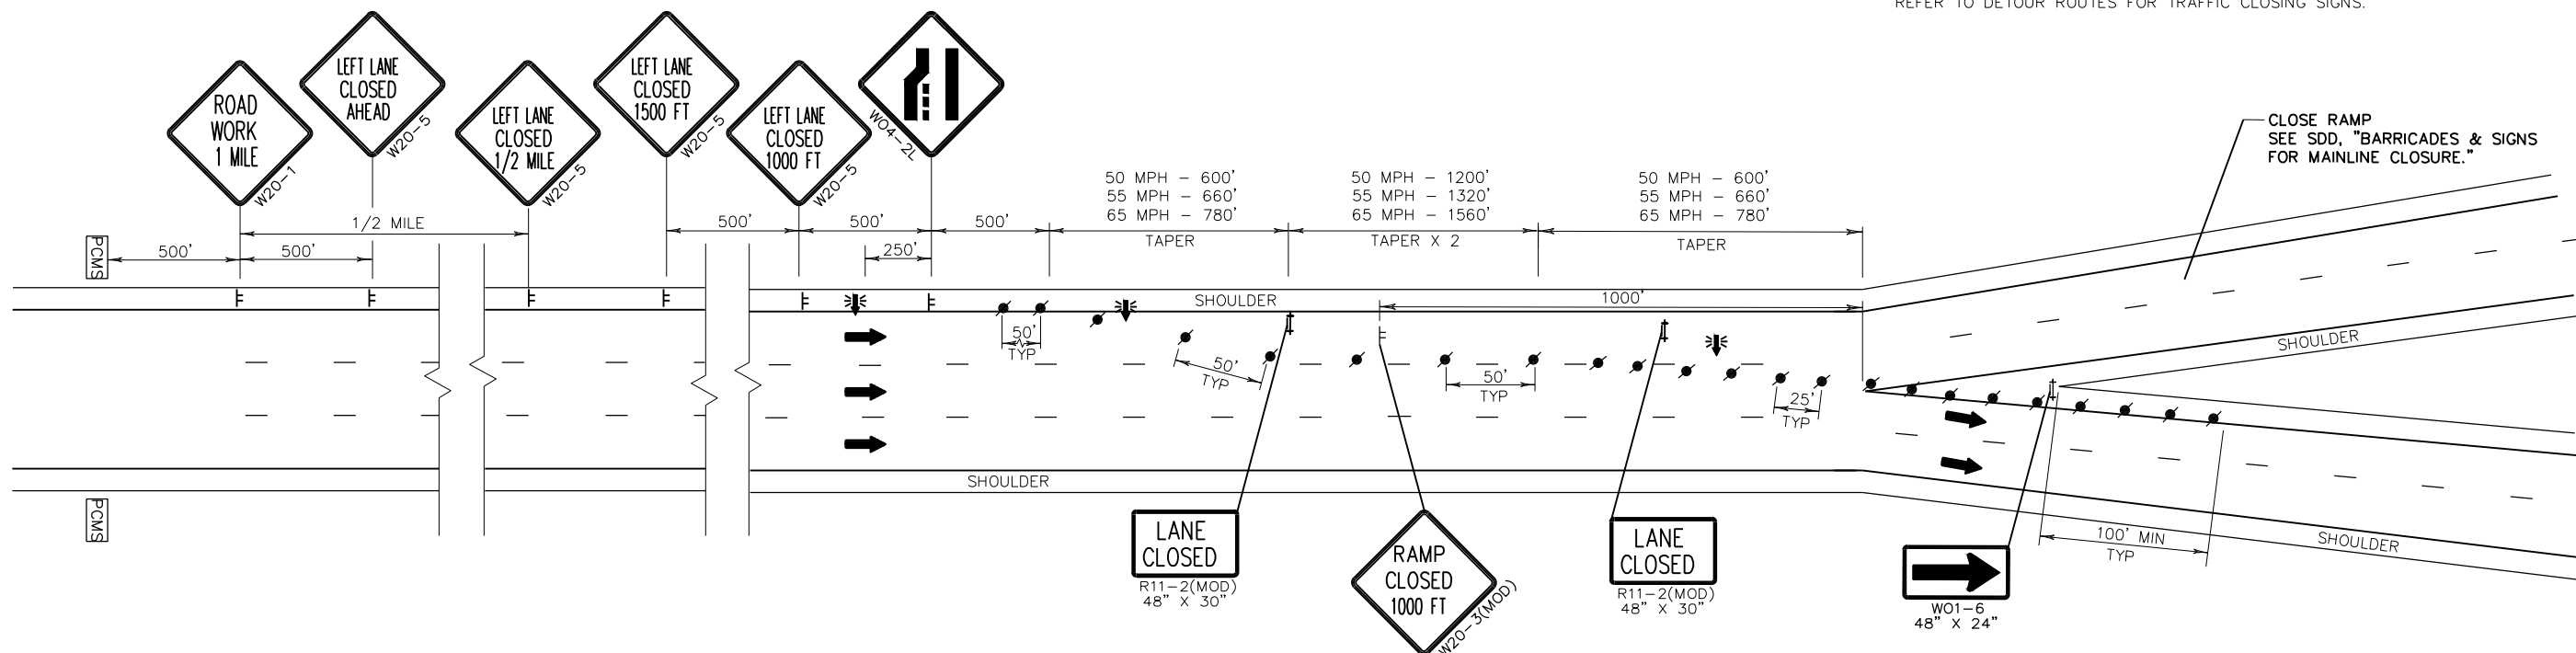 REFER TO DETOUR ROUTES FOR TRAFFIC CLOSING SIGNS.
ROAD
WORK
1 MILE
W20-1
LEFT LANE
CLOSED
AHEAD
W20-5
LEFT LANE
CLOSED
1/2 MILE
W20-5
LEFT LANE
CLOSED
1500 FT
W20-5
LEFT LANE
CLOSED
1000 FT
W20-5
WO4-2L
CLOSE RAMP
SEE SDD, "BARRICADES & SIGNS
FOR MAINLINE CLOSURE."
50 MPH - 600'
55 MPH - 660'
65 MPH - 780'
TAPER
50 MPH - 1200'
55 MPH - 1320'
65 MPH - 1560'
TAPER X 2
50 MPH - 600'
55 MPH - 660'
65 MPH - 780'
TAPER
1/2 MILE
500'
500'
500'
500'
500'
250'
PCMS
SHOULDER
1000'
50'
TYP
50'
TYP
50'
TYP
25'
TYP
SHOULDER
SHOULDER
PCMS
LANE
CLOSED
R11-2(MOD)
48" X 30"
RAMP
CLOSED
1000 FT
W20-3(MOD)
LANE
CLOSED
R11-2(MOD)
48" X 30"
WO1-6
48" X 24"
100' MIN
TYP
SHOULDER